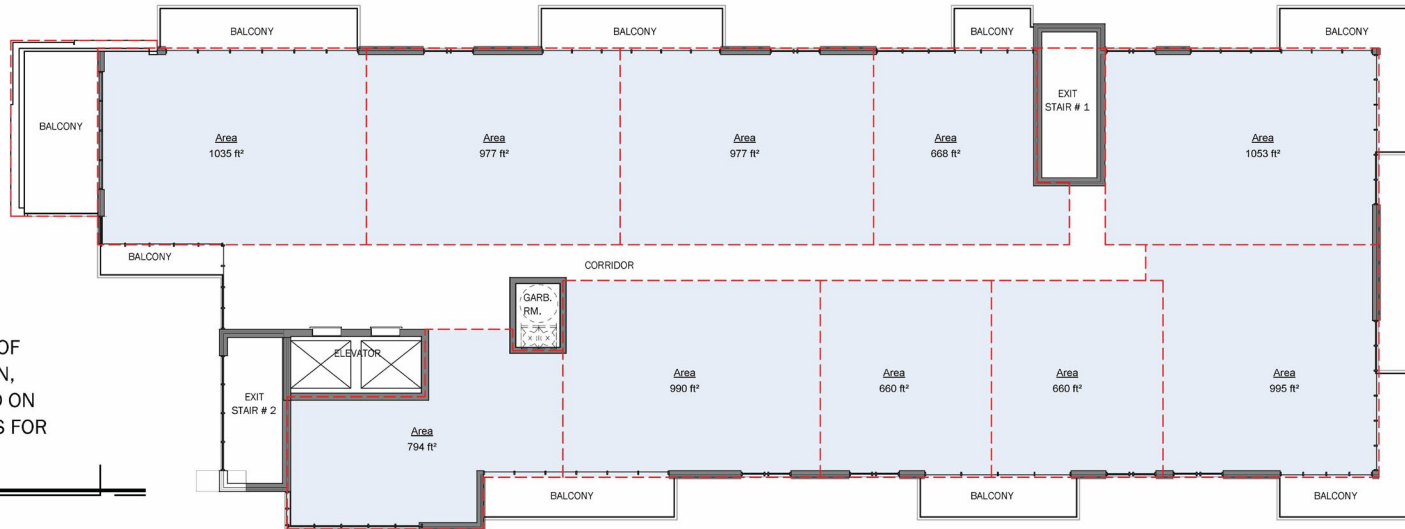 BALCONY
BALCONY
BALCONY
BALCONY
BALCONY
EXIT
STAIR # 1
Area
1035 ft²
Area
977 ft²
Area
977 ft²
Area
668 ft²
Area
1053 ft²
BALCONY
CORRIDOR
GARB.
RM.
ELEVATOR
EXIT
STAIR # 2
OF
N,
D ON
S FOR
Area
794 ft²
Area
990 ft²
Area
660 ft²
Area
660 ft²
Area
995 ft²
BALCONY
BALCONY
BALCONY